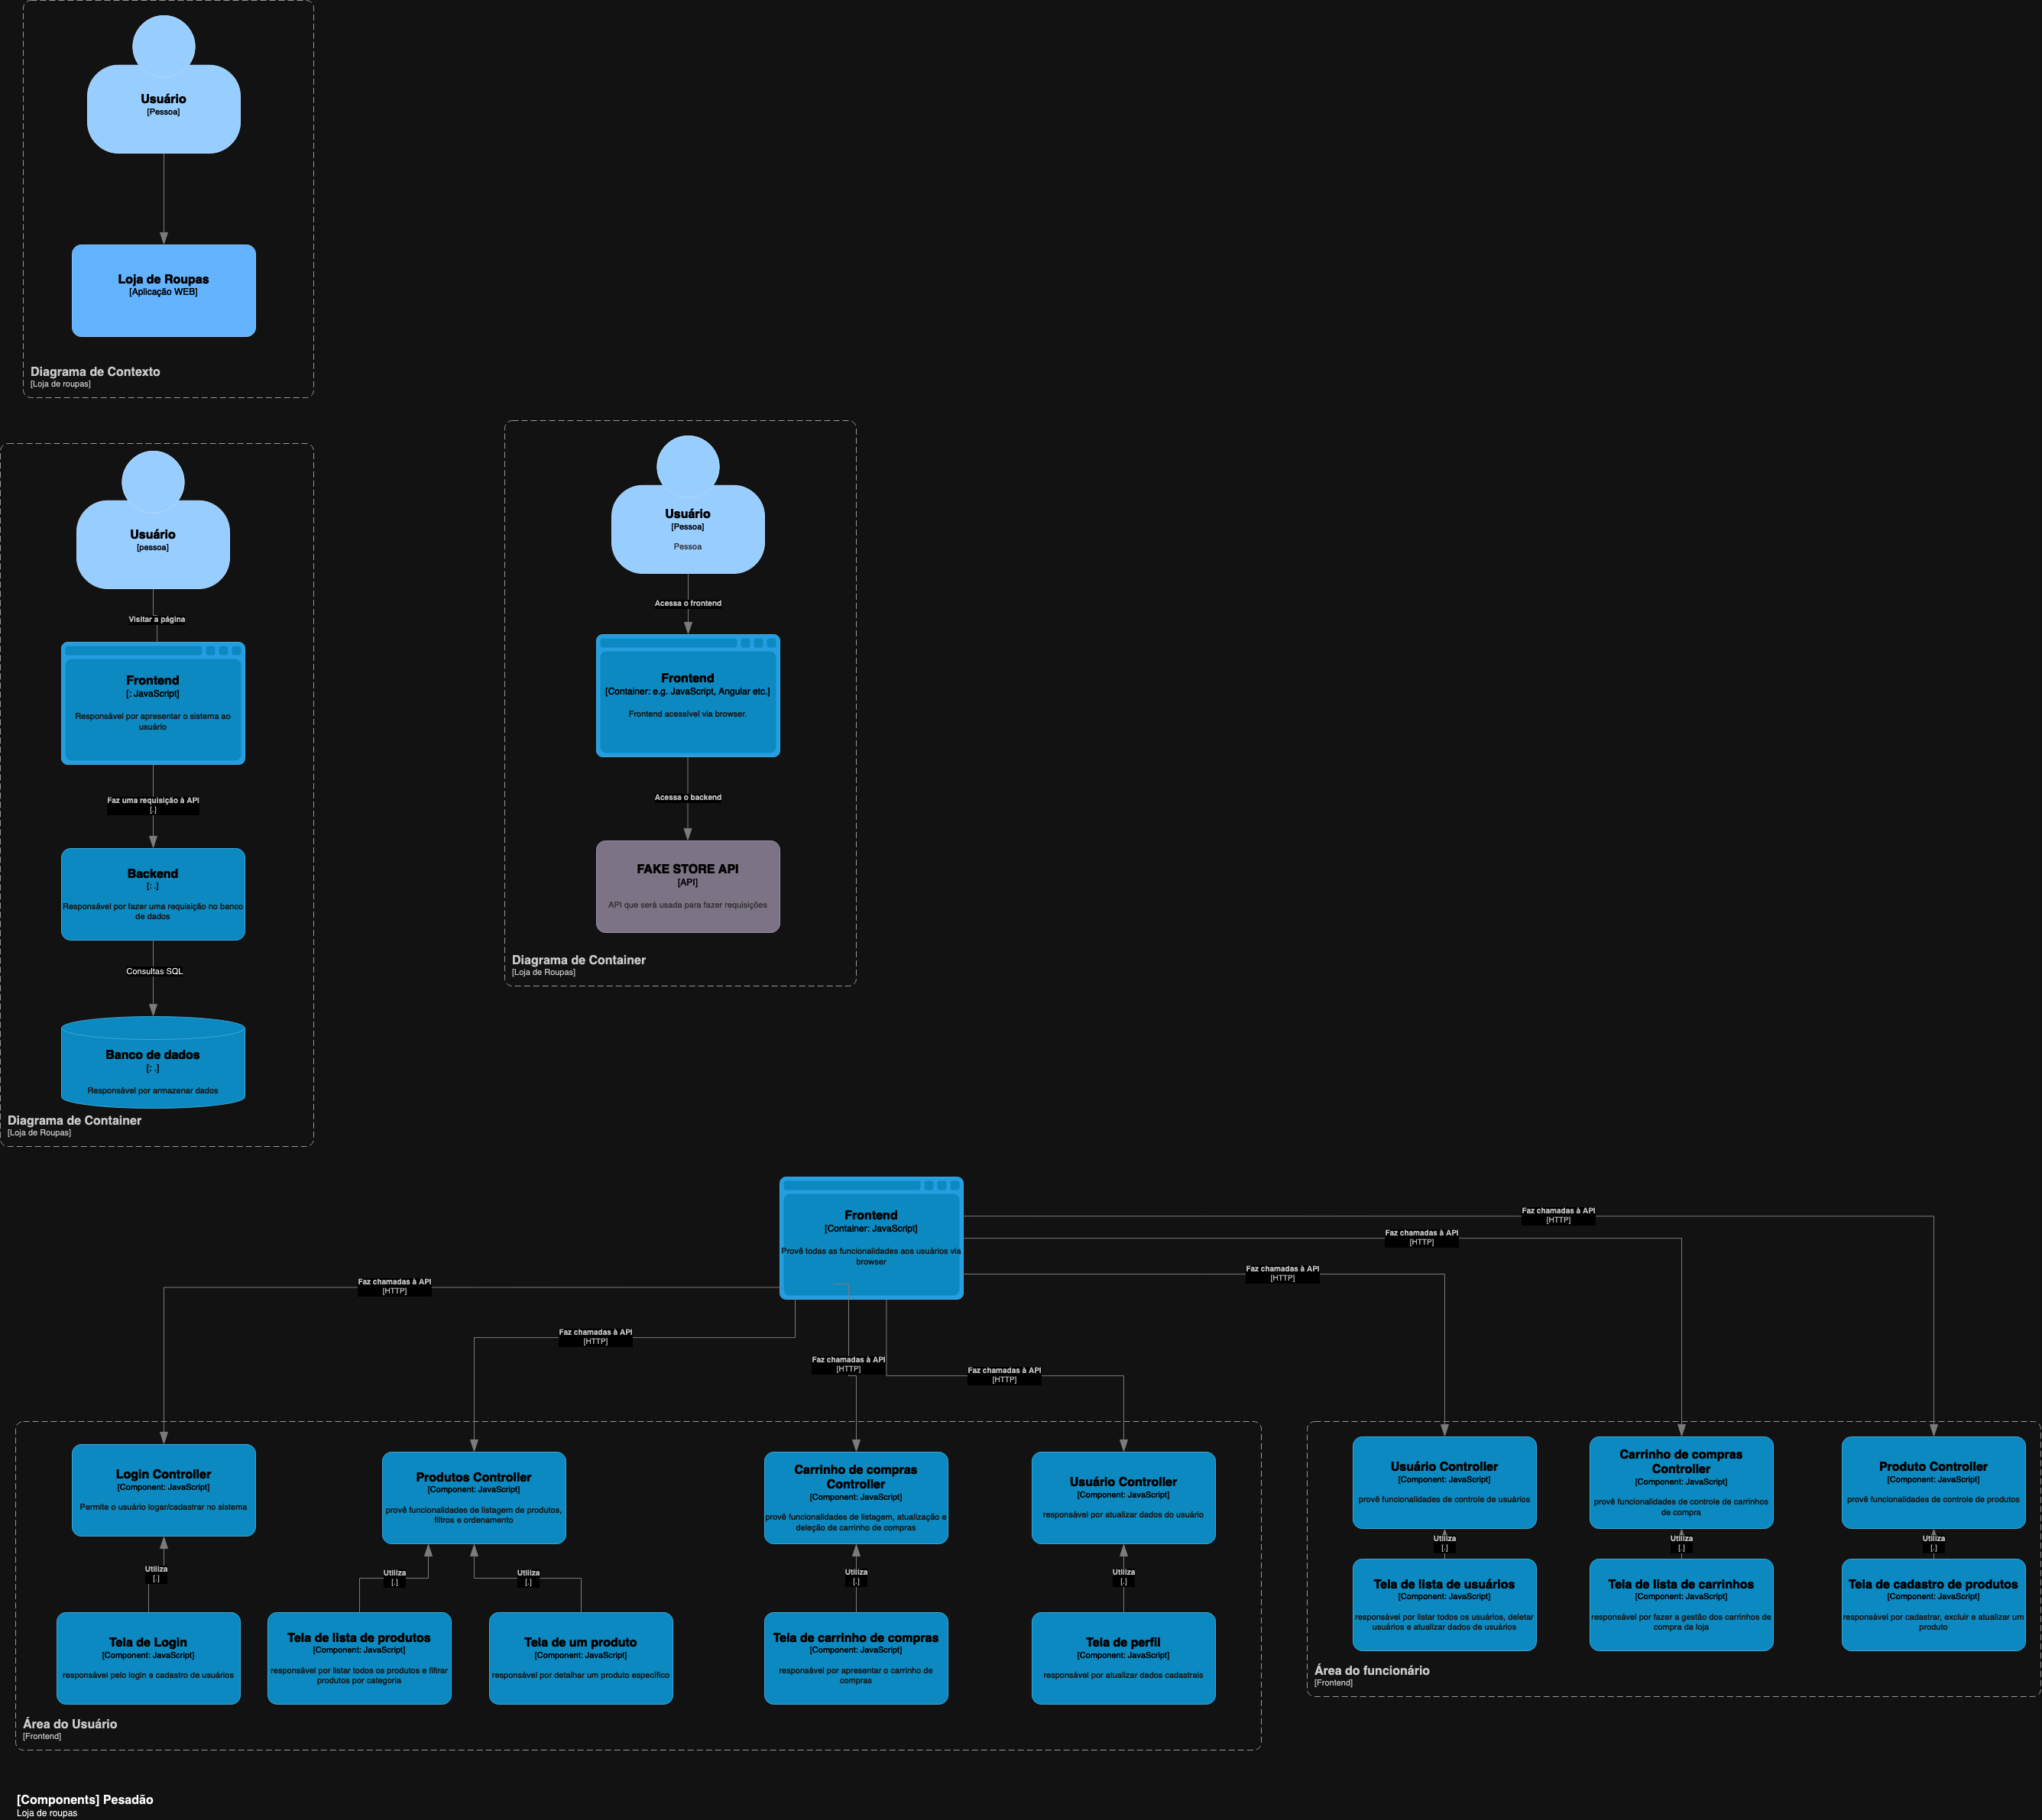 Usuário
[Pessoa]
Loja de Roupas
[Aplicação WEB]
Diagrama de Contexto
[Loja de roupas]
Usuário
[pessoa]
Visitar a página
Frontend
[: JavaScript]
Responsável por apresentar o sistema ao
usuário
Faz uma requisição à API
[.]
Backend
[: .]
Responsável por fazer uma requisição no banco
de dados
Consultas SQL
Banco de dados
[: .]
Responsável por armazenar dados
Diagrama de Container
[Loja de Roupas]
Usuário
[Pessoa]
Pessoa
Acessa o frontend
Frontend
[Container: e.g. JavaScript, Angular etc.]
Frontend acessível via browser.
Acessa o backend
FAKE STORE API
[API]
API que será usada para fazer requisições
Diagrama de Container
[Loja de Roupas]
Frontend
[Container: JavaScript]
Provê todas as funcionalidades aos usuários via
browser
Faz chamadas à API
[HTTP]
Faz chamadas à API
[HTTP]
Faz chamadas à API
[HTTP]
Faz chamadas à API
[HTTP]
Faz chamadas à API
[HTTP]
Faz chamadas à API
[HTTP]
Faz chamadas à API
[HTTP]
Login Controller
[Component: JavaScript]
Permite o usuário logar/cadastrar no sistema
Produtos Controller
[Component: JavaScript]
provê funcionalidades de listagem de produtos,
filtros e ordenamento
Carrinho de compras
Controller
[Component: JavaScript]
provê funcionalidades de listagem, atualização e
deleção de carrinho de compras
Usuário Controller
[Component: JavaScript]
responsável por atualizar dados do usuário
Utiliza
[.]
Utiliza
[.]
Utiliza
[.]
Utiliza
[.]
Utiliza
[.]
Tela de Login
[Component: JavaScript]
responsável pelo login e cadastro de usuários
Tela de lista de produtos
[Component: JavaScript]
responsável por listar todos os produtos e filtrar
produtos por categoria
Tela de um produto
[Component: JavaScript]
responsável por detalhar um produto específico
Tela de carrinho de compras
[Component: JavaScript]
responsável por apresentar o carrinho de
compras
Tela de perfil
[Component: JavaScript]
responsável por atualizar dados cadastrais
Área do Usuário
[Frontend]
Usuário Controller
[Component: JavaScript]
provê funcionalidades de controle de usuários
Carrinho de compras
Controller
[Component: JavaScript]
provê funcionalidades de controle de carrinhos
de compra
Produto Controller
[Component: JavaScript]
provê funcionalidades de controle de produtos
Utiliza
[.]
Utiliza
[.]
Utiliza
[.]
Tela de lista de usuários
[Component: JavaScript]
responsável por listar todos os usuários, deletar
usuários e atualizar dados de usuários
Tela de lista de carrinhos
[Component: JavaScript]
responsável por fazer a gestão dos carrinhos de
compra da loja
Tela de cadastro de produtos
[Component: JavaScript]
responsável por cadastrar, excluir e atualizar um
produto
Área do funcionário
[Frontend]
[Components] Pesadão
Loja de roupas